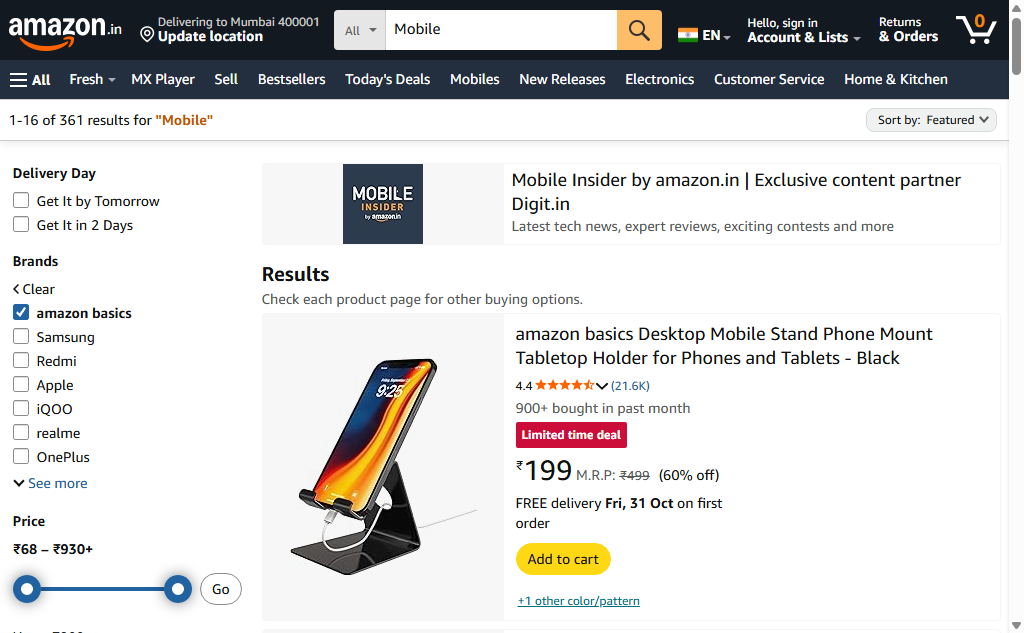 amazon.in
Delivering to Mumbai 400001
Update location
All
Mobile
EN
Hello, sign in
Account & Lists
Returns
& Orders
0
All
Fresh
MX Player
Sell
Bestsellers
Today's Deals
Mobiles
New Releases
Electronics
Customer Service
Home & Kitchen
1-16 of 361 results for "Mobile"
Sort by: Featured
Delivery Day
Get It by Tomorrow
Get It in 2 Days
Brands
Clear
amazon basics
Samsung
Redmi
Apple
iQOO
realme
OnePlus
See more
Price
₹68 – ₹930+
Go
MOBILE
INSIDER
by amazon.in
Mobile Insider by amazon.in | Exclusive content partner
Digit.in
Latest tech news, expert reviews, exciting contests and more
Results
Check each product page for other buying options.
9:25
amazon basics Desktop Mobile Stand Phone Mount
Tabletop Holder for Phones and Tablets - Black
4.4 (21.6K)
900+ bought in past month
Limited time deal
₹199 M.R.P: ₹499 (60% off)
FREE delivery Fri, 31 Oct on first
order
Add to cart
+1 other color/pattern